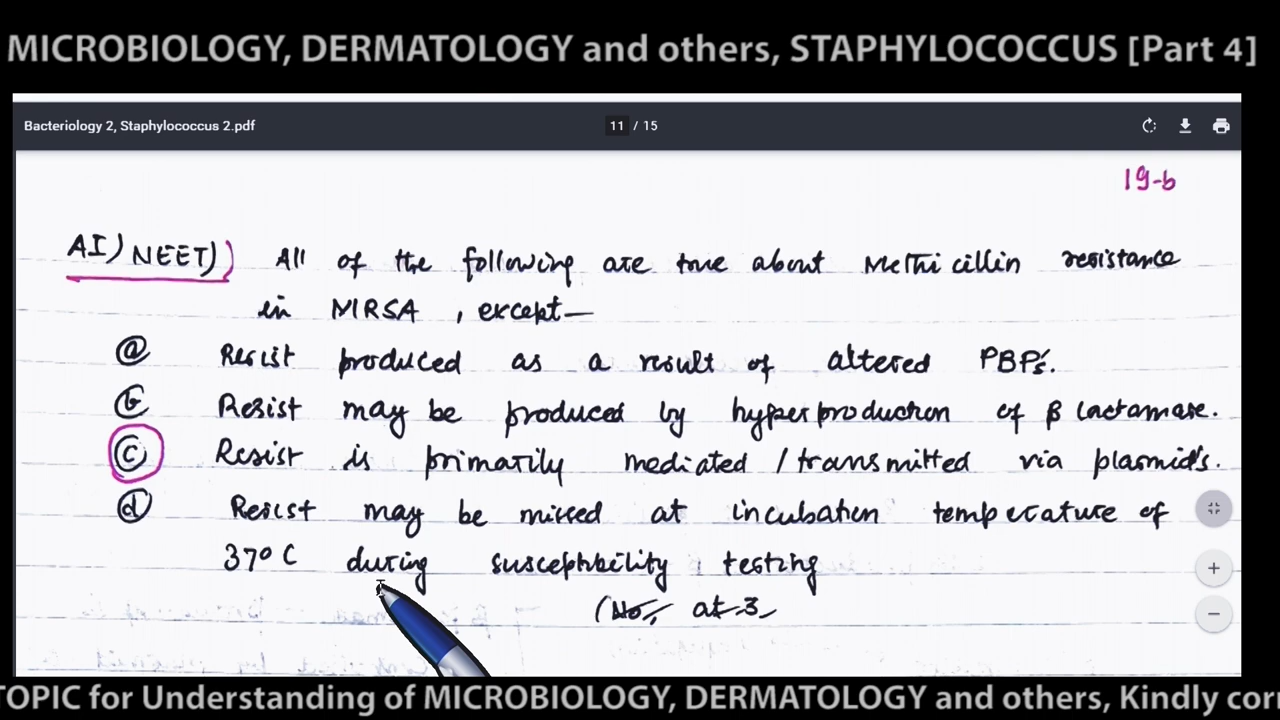 MICROBIOLOGY, DERMATOLOGY and others, STAPHYLOCOCCUS [Part 4]
Bacteriology 2, Staphylococcus 2.pdf 11 / 15
19-b
AI) NEET) All of the following are true about Methicillin resistance
in MRSA, except—
(a) Resist produced as a result of altered PBPs.
(b) Resist may be produced by hyperproduction of β lactamase.
(c) Resist is primarily mediated / transmitted via plasmids.
(d) Resist may be missed at incubation temperature of
37° C during susceptibility testing
(No, at 3
TOPIC for Understanding of MICROBIOLOGY, DERMATOLOGY and others, Kindly cor